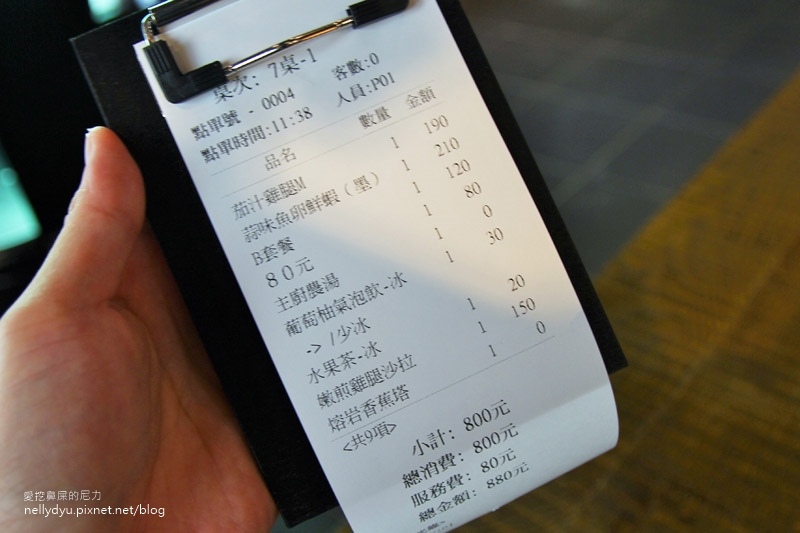 桌次: 7桌-1 客數:0
點單號 - 0004 人員:P01
點單時間:11:38
品名 數量 金額
茄汁雞腿M 1 190
蒜味魚卵鮮蝦（墨） 1 210
B套餐 1 120
８０元 1 80
主廚農湯 1 0
葡萄柚氣泡飲-冰 1 30
-> /少冰
水果茶-冰 1 20
嫩煎雞腿沙拉 1 150
熔岩香蕉塔 1 0
<共9項>
小計: 800元
總消費: 800元
服務費: 80元
總金額: 880元
愛挖鼻屎的尼力
nellydyu.pixnet.net/blog